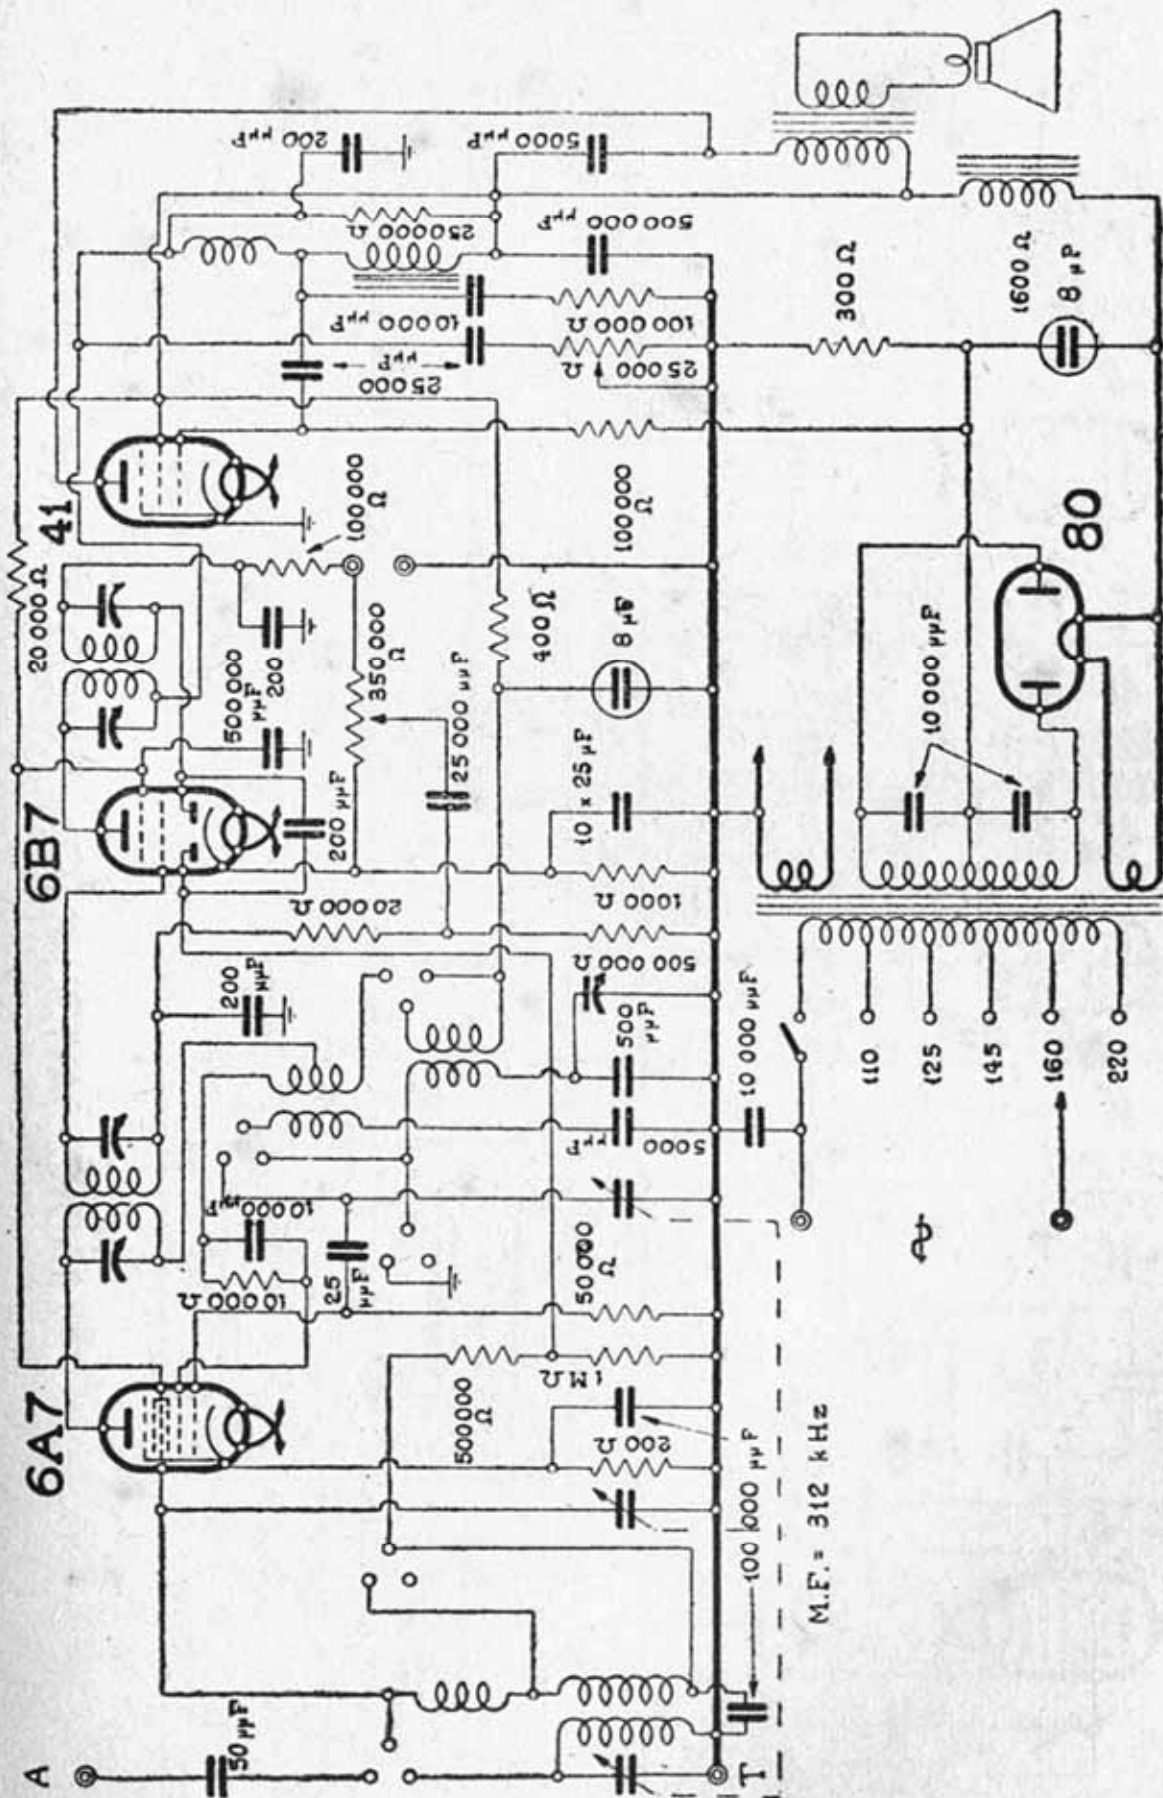 A
50 µµF
T
6A7
6B7
41
80
20 000 Ω
200 µµF
5000 µµF
25 000 Ω
500 000 µµF
10 000 µµF
100 000 Ω
25 000 µµF
25 000 Ω
300 Ω
1600 Ω
8 µF
100 000 Ω
100 000 Ω
500 000 µµF
200
350 000 Ω
200 µµF
25 000 µµF
400 Ω
8 µF
10 x 25 µF
20 000 Ω
1000 Ω
500 000 Ω
200 µµF
500 µµF
5000 µµF
10 000 µµF
10 000 µµF
10 000 Ω
25 µµF
50 000 Ω
1 MΩ
500 000 Ω
200 Ω
100 000 µµF
10 000 µµF
110
125
145
160
220
M.F. = 312 kHz